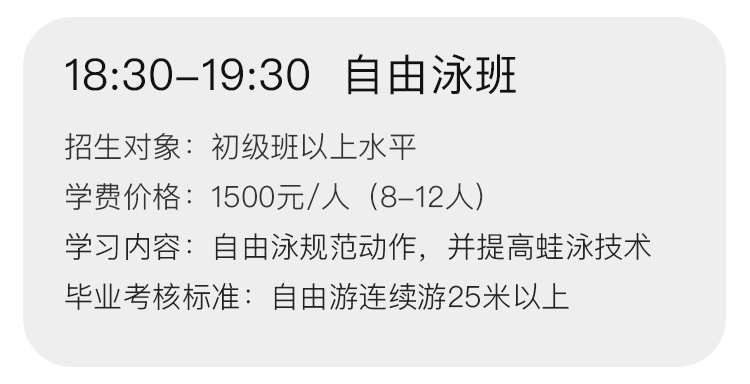 18:30-19:30 自由泳班
招生对象：初级班以上水平
学费价格：1500元/人（8-12人）
学习内容：自由泳规范动作，并提高蛙泳技术
毕业考核标准：自由游连续游25米以上